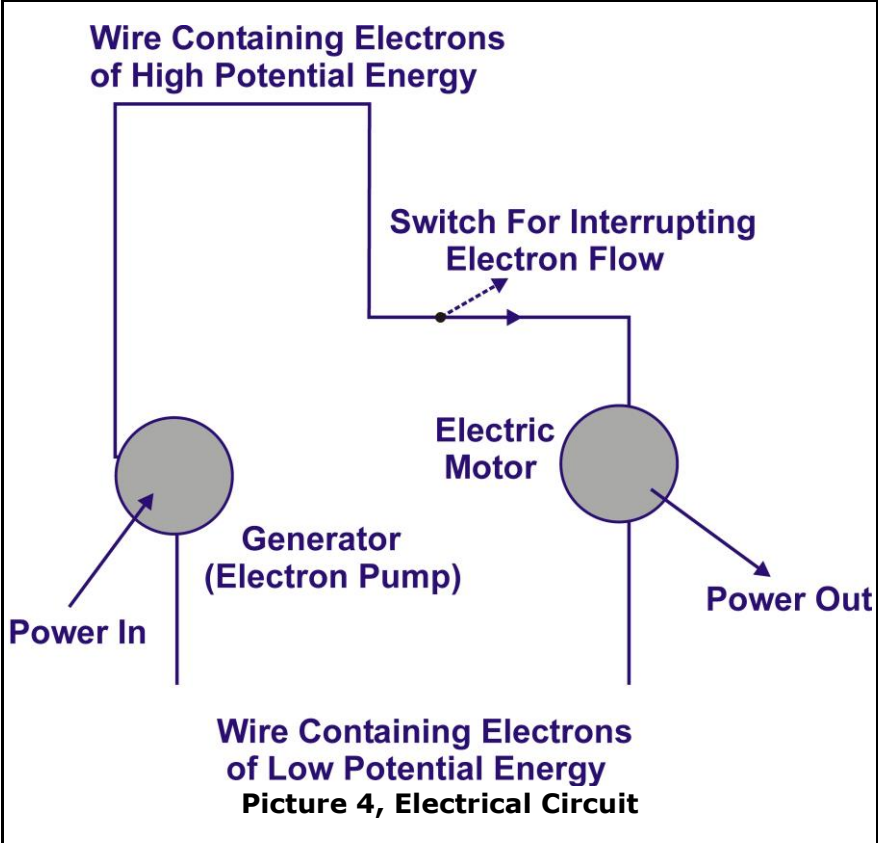 Wire Containing Electrons
of High Potential Energy
Switch For Interrupting
Electron Flow
Electric
Motor
Generator
(Electron Pump)
Power In
Power Out
Wire Containing Electrons
of Low Potential Energy
Picture 4, Electrical Circuit